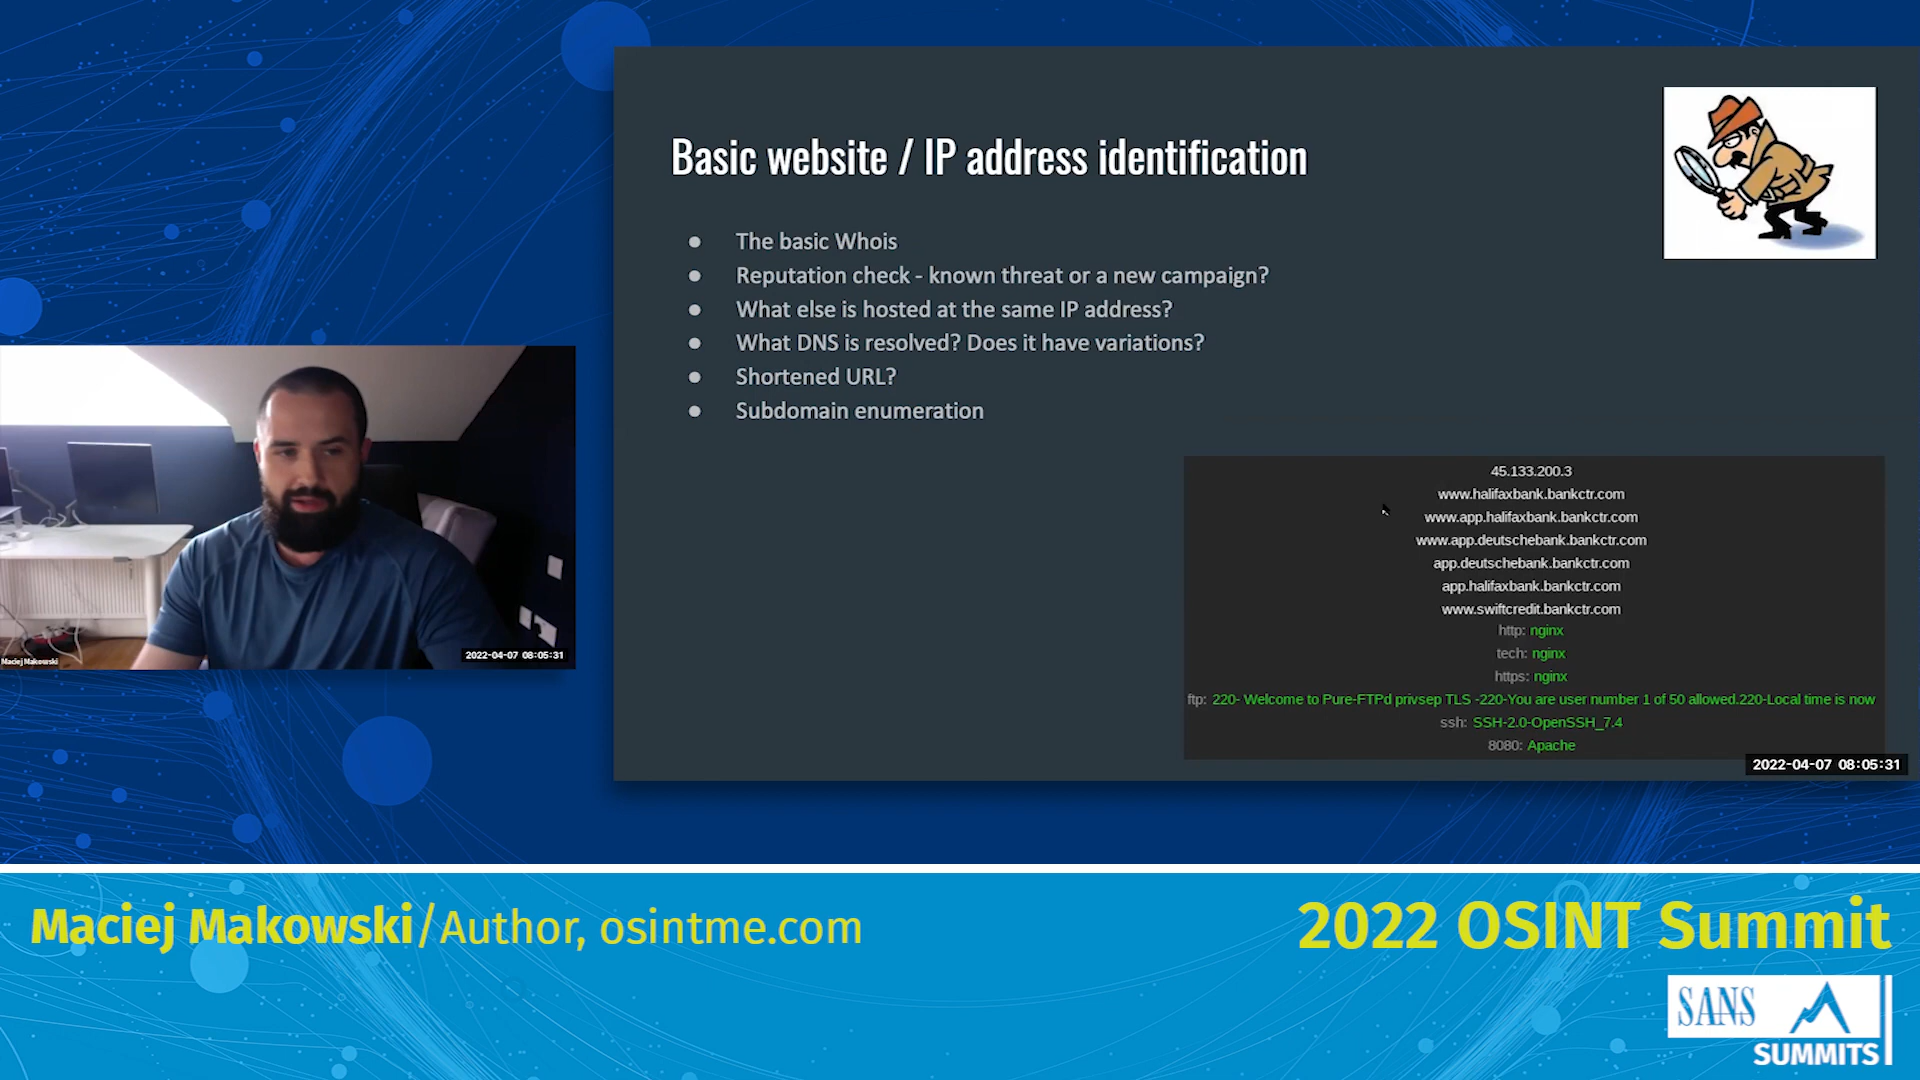 Basic website / IP address identification
● The basic Whois
● Reputation check - known threat or a new campaign?
● What else is hosted at the same IP address?
● What DNS is resolved? Does it have variations?
● Shortened URL?
● Subdomain enumeration
45.133.200.3
www.halifaxbank.bankctr.com
www.app.halifaxbank.bankctr.com
www.app.deutschebank.bankctr.com
app.deutschebank.bankctr.com
app.halifaxbank.bankctr.com
www.swiftcredit.bankctr.com
http: nginx
tech: nginx
https: nginx
ftp: 220- Welcome to Pure-FTPd privsep TLS -220-You are user number 1 of 50 allowed.220-Local time is now
ssh: SSH-2.0-OpenSSH_7.4
8080: Apache
2022-04-07 08:05:31
Maciej Makowski
2022-04-07 08:05:31
Maciej Makowski/Author, osintme.com
2022 OSINT Summit
SANS
SUMMITS